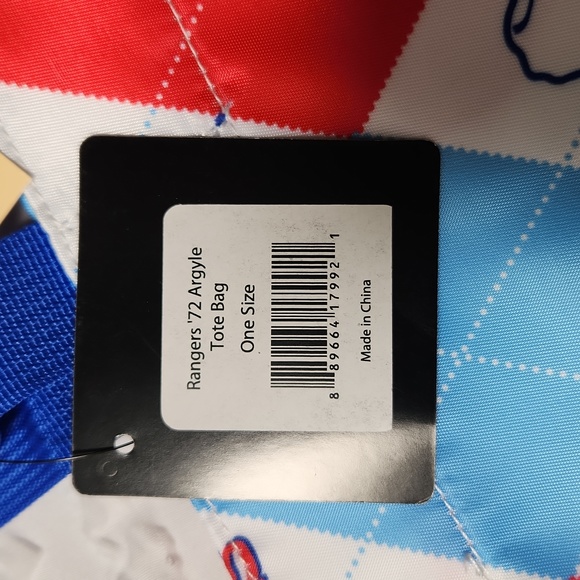 Rangers '72 Argyle
Tote Bag
One Size
8 89664 17992 1
Made in China